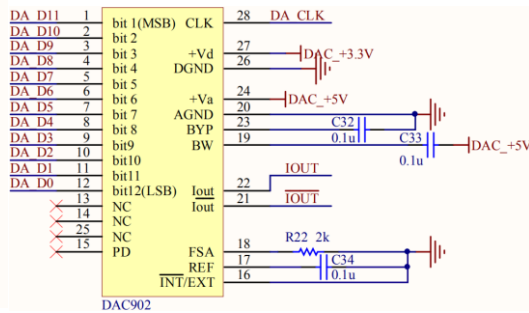 DA_D11 1 bit 1(MSB) CLK 28 DA_CLK
DA_D10 2 bit 2
DA_D9 3 bit 3 +Vd 27 DAC_+3.3V
DA_D8 4 bit 4 DGND 26
DA_D7 5 bit 5
DA_D6 6 bit 6 +Va 24 DAC_+5V
DA_D5 7 bit 7 AGND 20
DA_D4 8 bit 8 BYP 23 C32 0.1u
DA_D3 9 bit9 BW 19 C33 0.1u DAC_+5V
DA_D2 10 bit10
DA_D1 11 bit11 IOUT
DA_D0 12 bit12(LSB) Iout 22
13 NC Iout 21 IOUT
14 NC
25 NC
15 PD FSA 18 R22 2k
REF 17 C34
INT/EXT 16 0.1u
DAC902